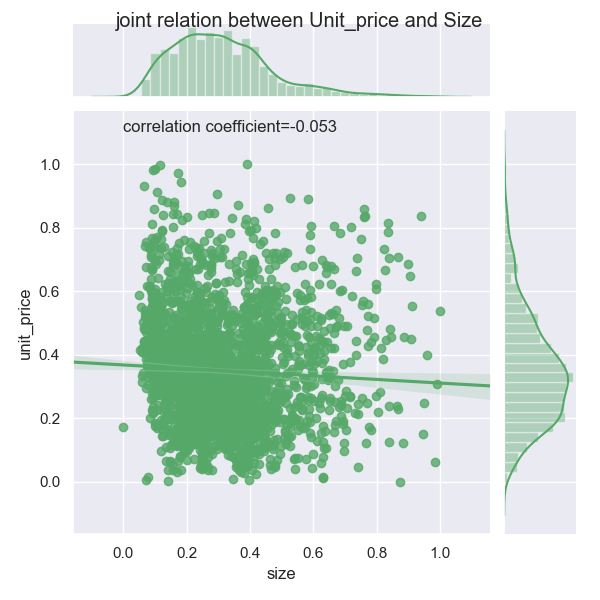 joint relation between Unit_price and Size
correlation coefficient=-0.053
1.0
0.8
0.6
0.4
0.2
0.0
unit_price
0.0 0.2 0.4 0.6 0.8 1.0
size